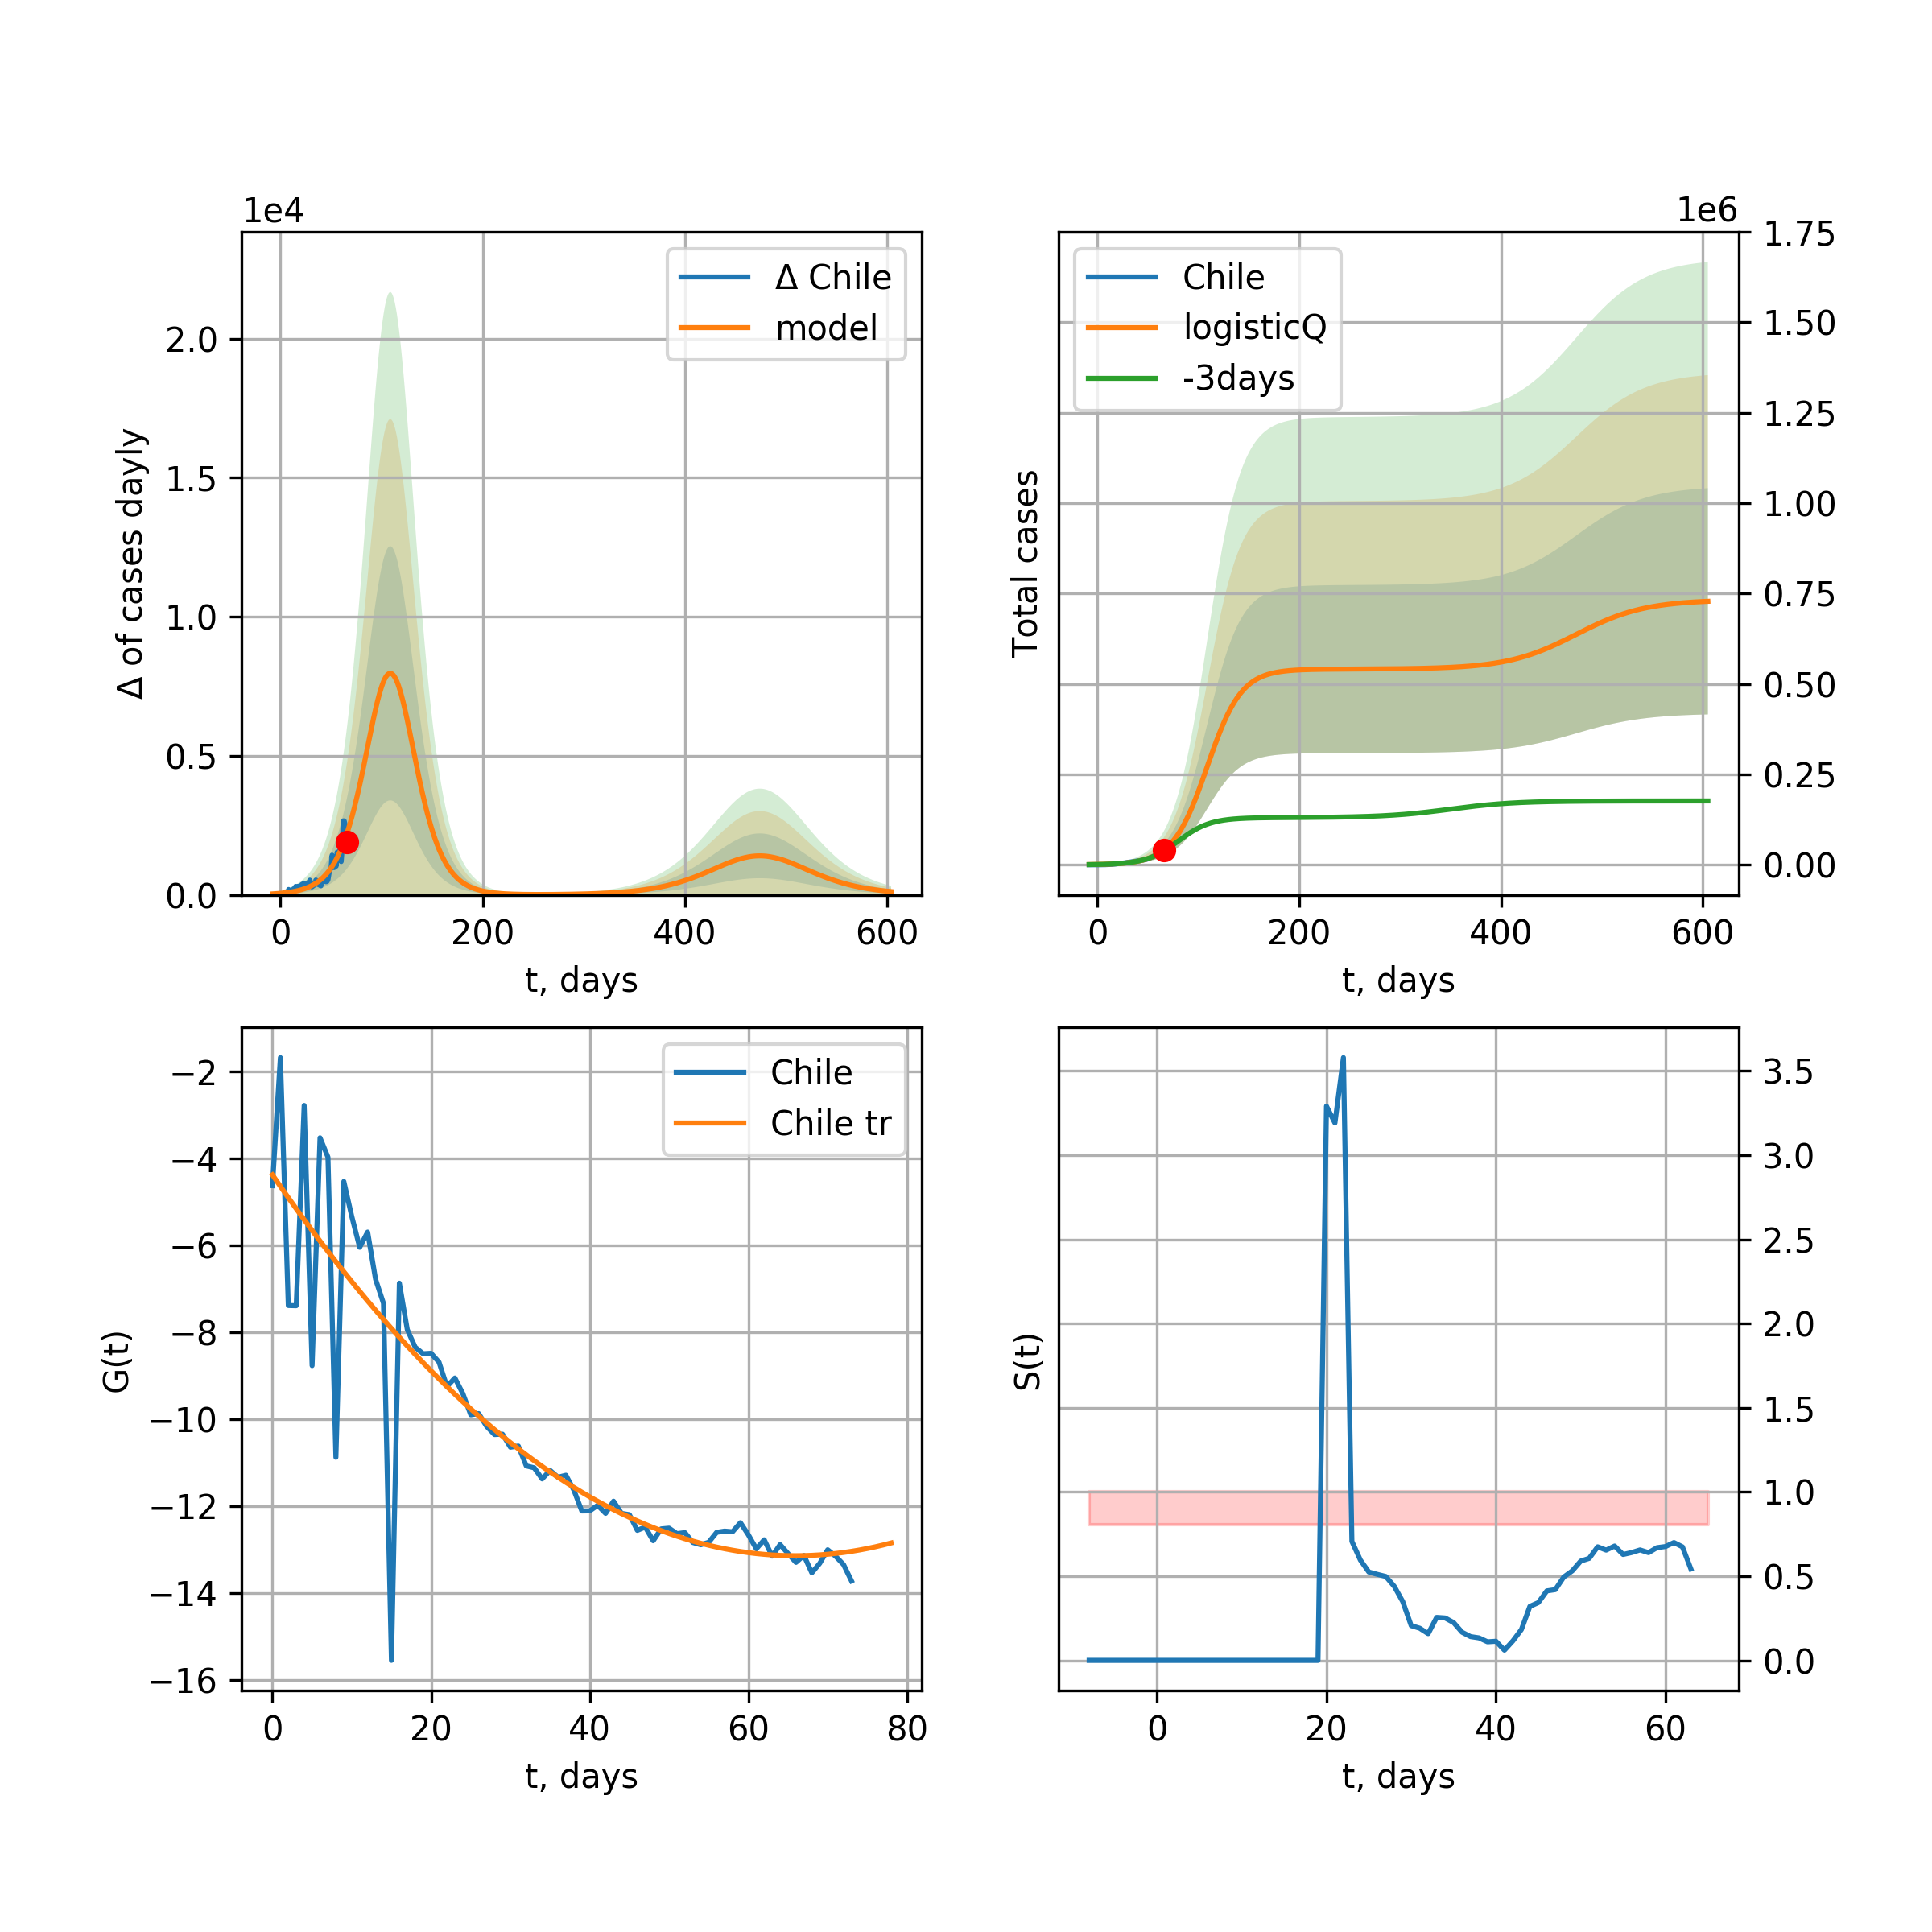 1e4
Δ of cases dayly
2.0
1.5
1.0
0.5
0.0
0 200 400 600
t, days
Δ Chile
model
1e6
Total cases
1.75
1.50
1.25
1.00
0.75
0.50
0.25
0.00
0 200 400 600
t, days
Chile
logisticQ
-3days
G(t)
−2
−4
−6
−8
−10
−12
−14
−16
0 20 40 60 80
t, days
Chile
Chile tr
S(t)
3.5
3.0
2.5
2.0
1.5
1.0
0.5
0.0
0 20 40 60
t, days